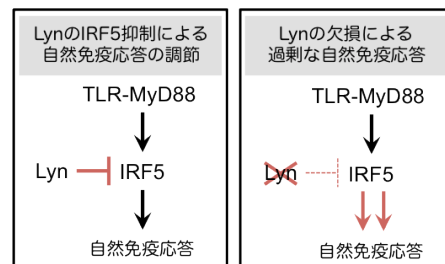 LynのIRF5抑制による
自然免疫応答の調節
TLR-MyD88
Lyn
IRF5
自然免疫応答
Lynの欠損による
過剰な自然免疫応答
TLR-MyD88
Lyn
IRF5
自然免疫応答